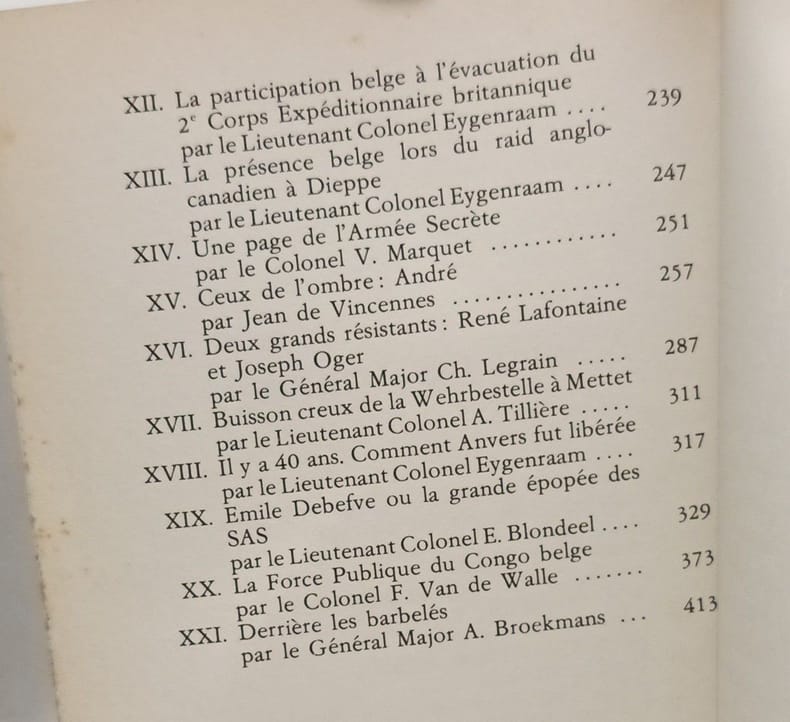 XII. La participation belge à l'évacuation du
2e Corps Expéditionnaire britannique
par le Lieutenant Colonel Eygenraam .... 239
XIII. La présence belge lors du raid anglo-
canadien à Dieppe
par le Lieutenant Colonel Eygenraam .... 247
XIV. Une page de l'Armée Secrète
par le Colonel V. Marquet ............ 251
XV. Ceux de l'ombre : André
par Jean de Vincennes ................ 257
XVI. Deux grands résistants : René Lafontaine
et Joseph Oger
par le Général Major Ch. Legrain ..... 287
XVII. Buisson creux de la Wehrbestelle à Mettet
par le Lieutenant Colonel A. Tillière ..... 311
XVIII. Il y a 40 ans. Comment Anvers fut libérée
par le Lieutenant Colonel Eygenraam .... 317
XIX. Emile Debefve ou la grande épopée des
SAS
par le Lieutenant Colonel E. Blondeel .... 329
XX. La Force Publique du Congo belge
par le Colonel F. Van de Walle ....... 373
XXI. Derrière les barbelés
par le Général Major A. Broekmans ... 413